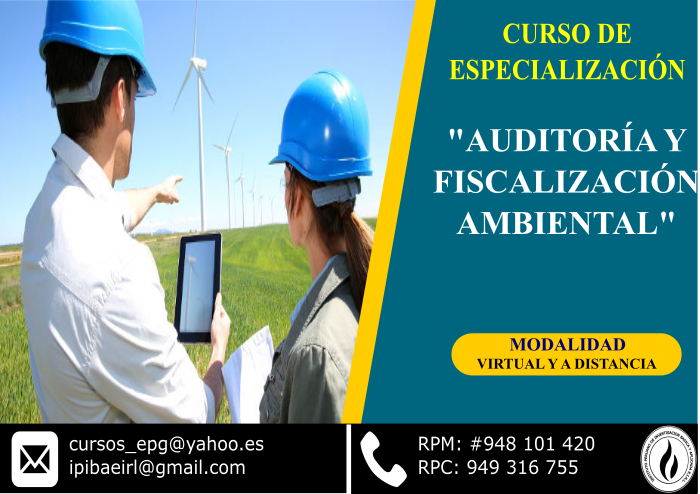 CURSO DE
ESPECIALIZACIÓN
"AUDITORÍA Y
FISCALIZACIÓN
AMBIENTAL"
MODALIDAD
VIRTUAL Y A DISTANCIA
cursos_epg@yahoo.es
ipibaeirl@gmail.com
RPM: #948 101 420
RPC: 949 316 755